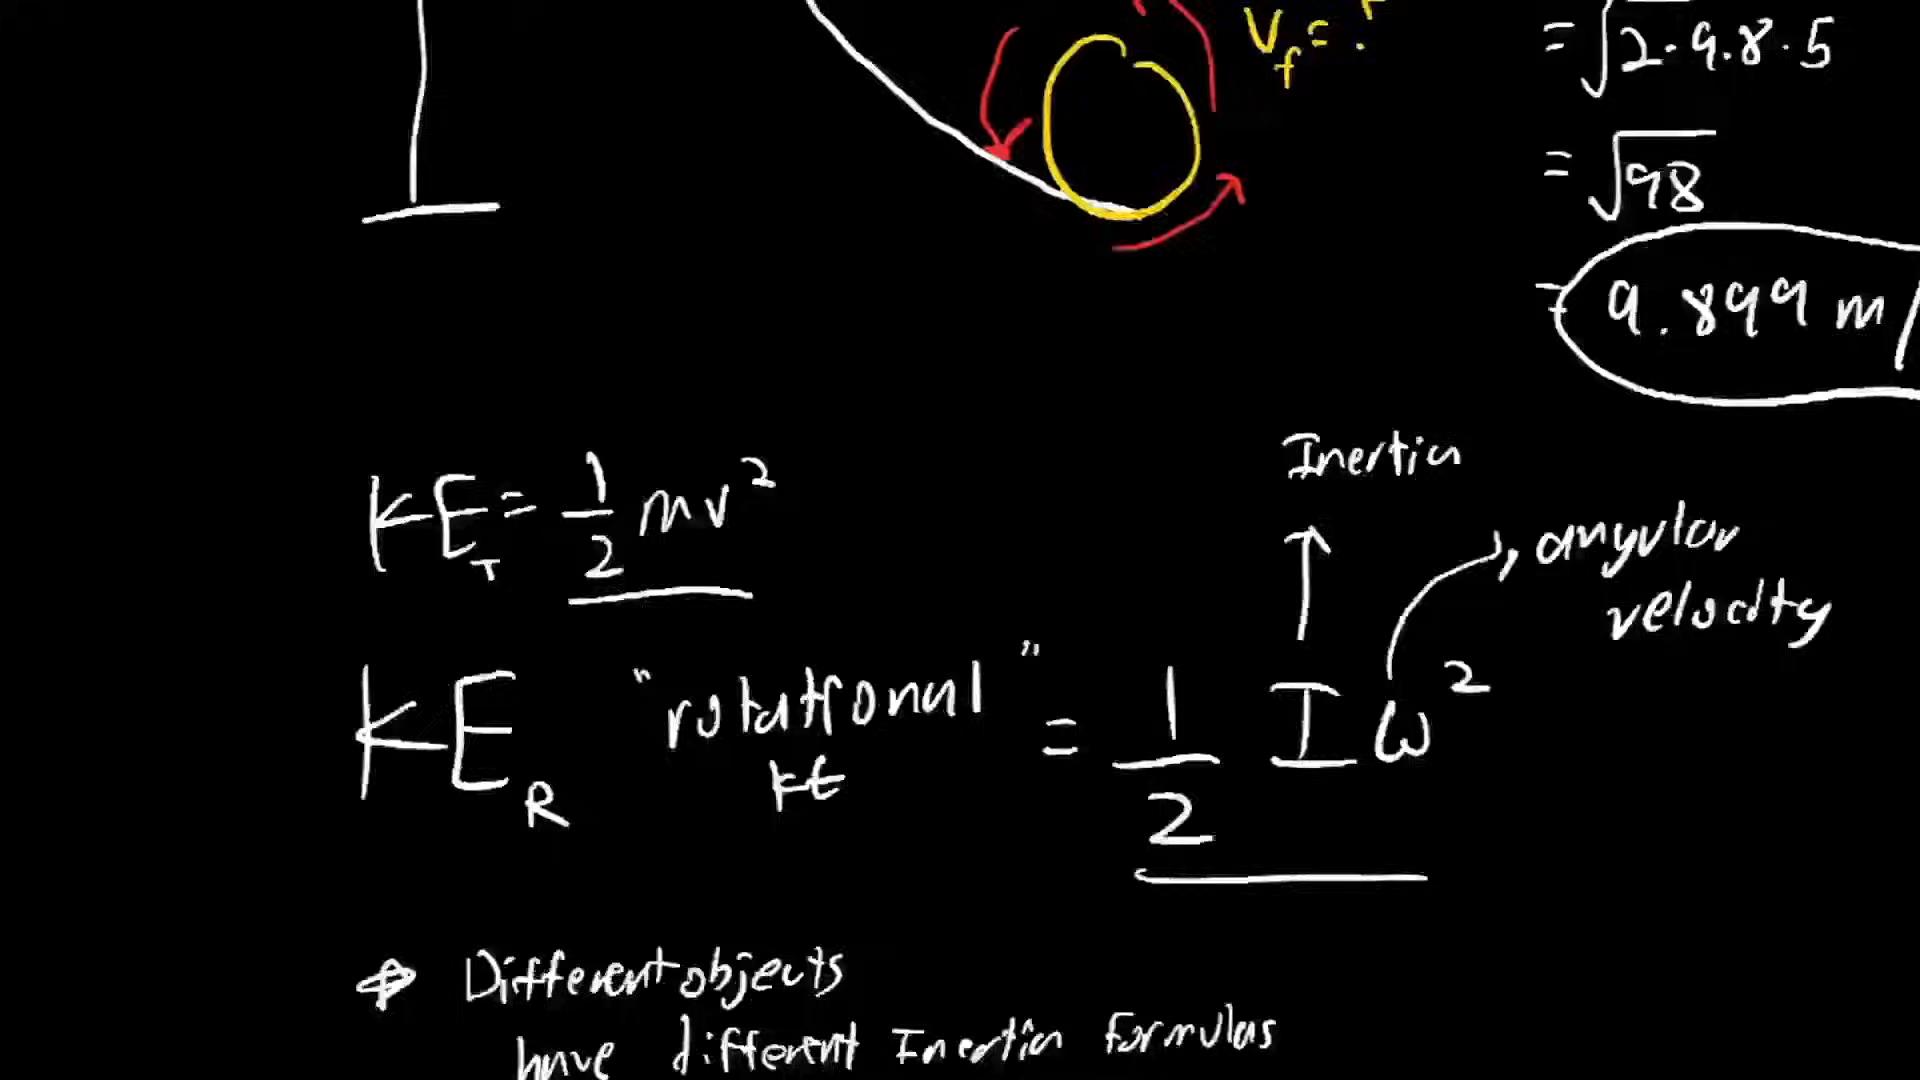 V_f = ?
= √2·9.8·5
= √98
= 9.899 m/
KE_T = 1/2 mv²
Inertia
angular
velocity
KE_R "rotational" = 1/2 I ω²
KE
Different objects
have different Inertia formulas